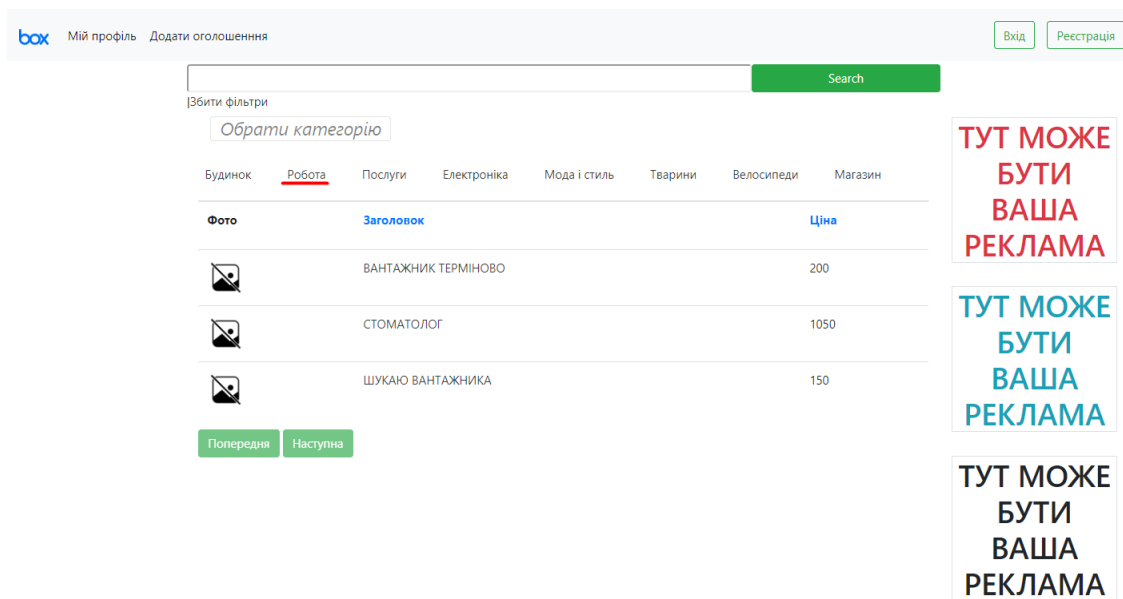 box Мій профіль Додати оголошенння Вхід Реєстрація
Search
|Збити фільтри
Обрати категорію
Будинок Робота Послуги Електроніка Мода і стиль Тварини Велосипеди Магазин
Фото Заголовок Ціна
ВАНТАЖНИК ТЕРМІНОВО 200
СТОМАТОЛОГ 1050
ШУКАЮ ВАНТАЖНИКА 150
Попередня Наступна
ТУТ МОЖЕ
БУТИ
ВАША
РЕКЛАМА
ТУТ МОЖЕ
БУТИ
ВАША
РЕКЛАМА
ТУТ МОЖЕ
БУТИ
ВАША
РЕКЛАМА